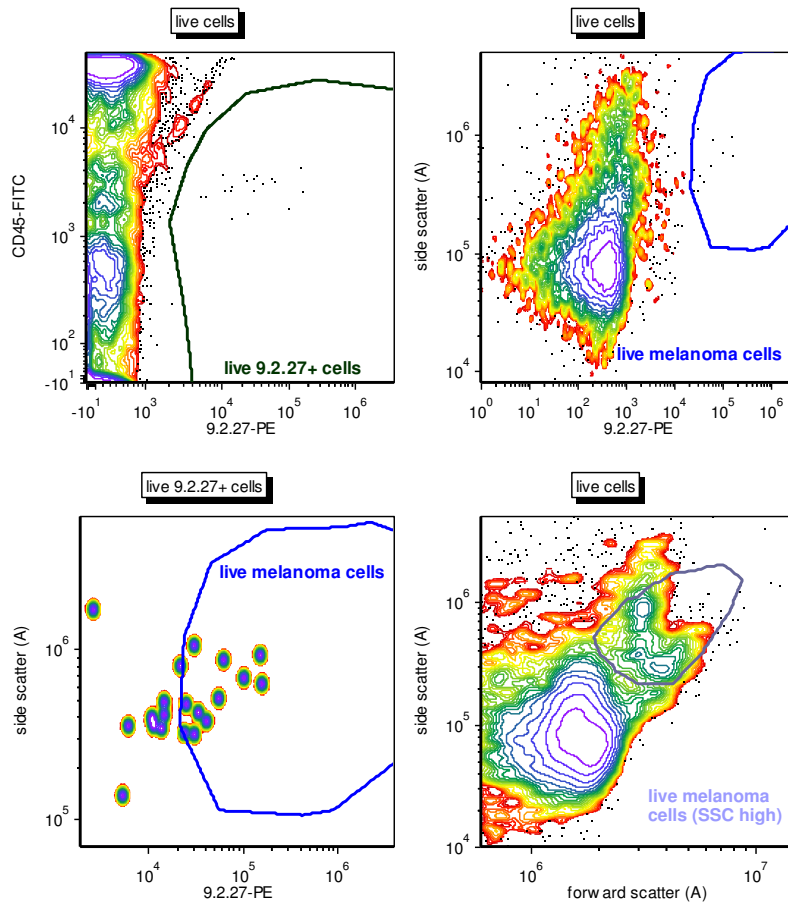 live cells
CD45-FITC
10^4
10^3
10^2
-10^1
-10^1
10^3
10^4
10^5
10^6
9.2.27-PE
live 9.2.27+ cells
live cells
side scatter (A)
10^6
10^5
10^4
10^0
10^1
10^2
10^3
10^4
10^5
10^6
9.2.27-PE
live melanoma cells
live 9.2.27+ cells
side scatter (A)
10^6
10^5
10^4
10^5
10^6
9.2.27-PE
live melanoma cells
live cells
side scatter (A)
10^6
10^5
10^4
10^6
10^7
forward scatter (A)
live melanoma
cells (SSC high)